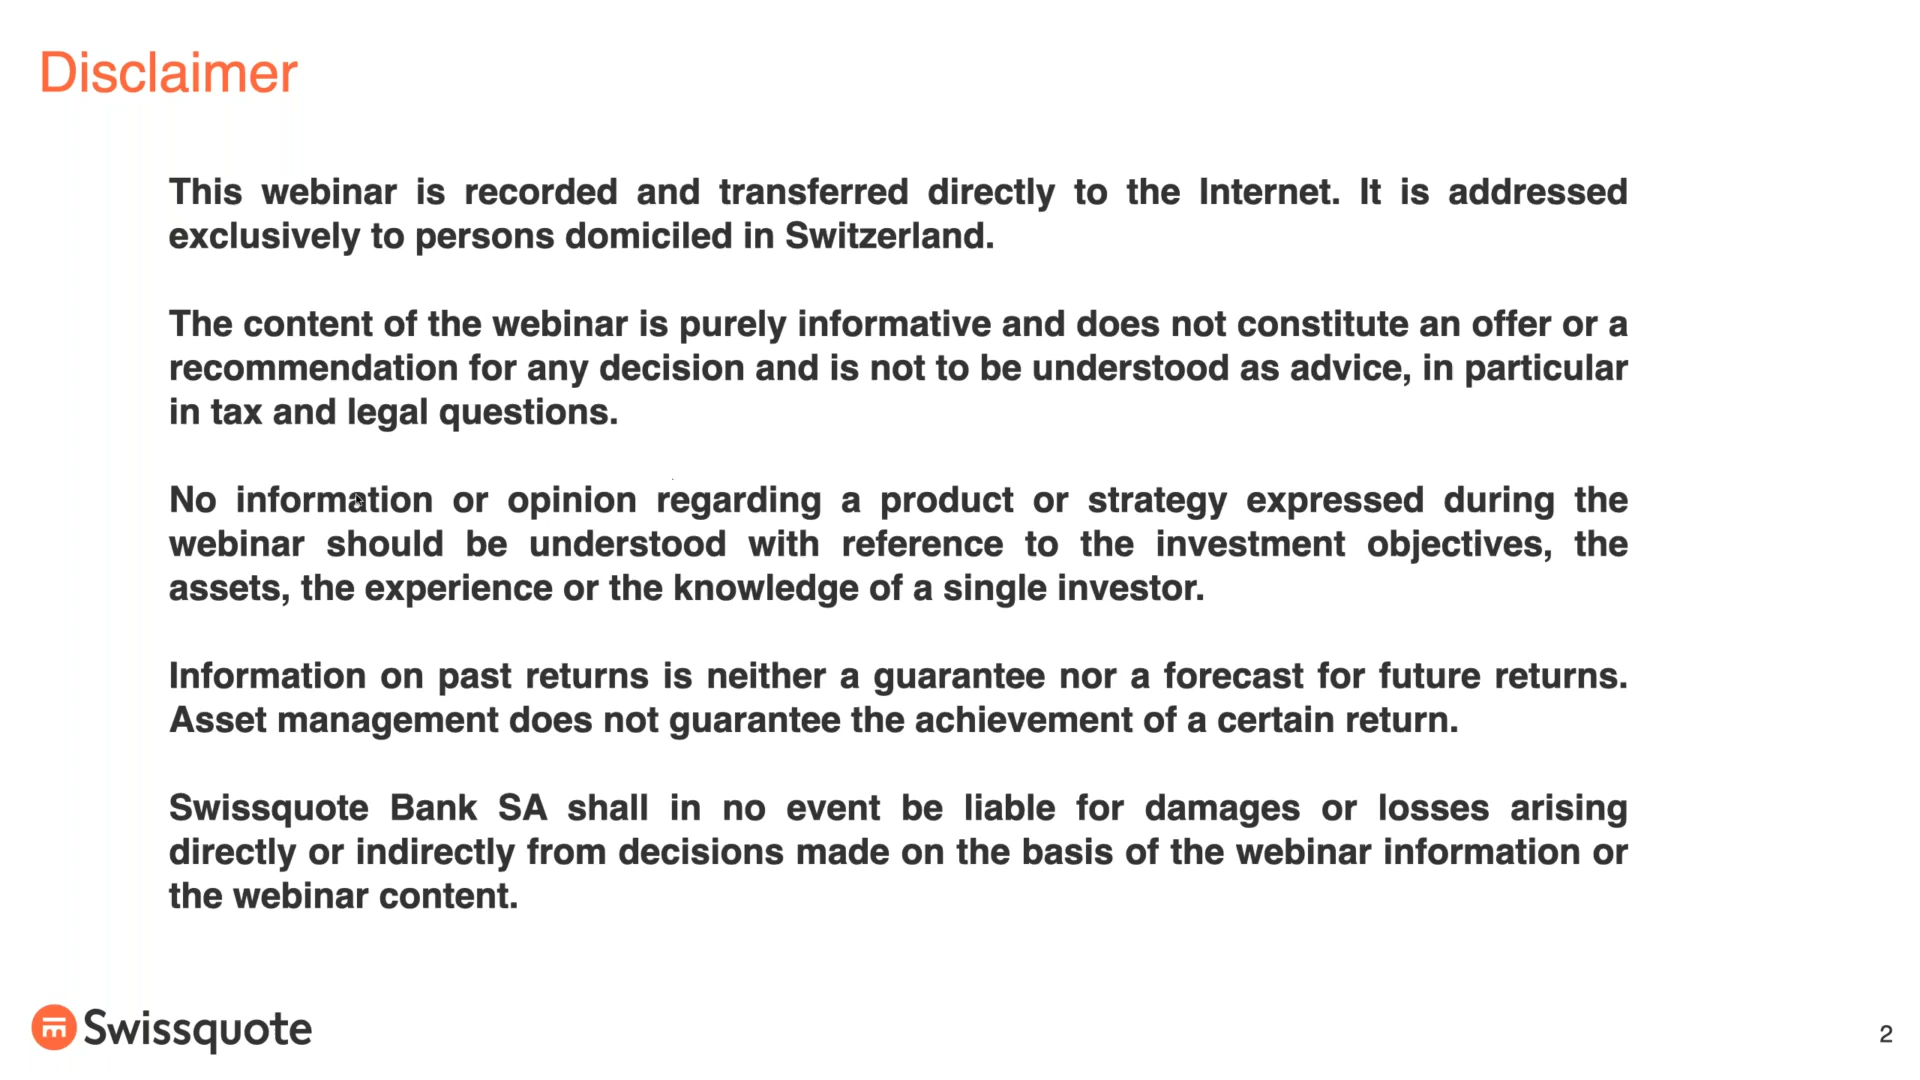 Disclaimer
This webinar is recorded and transferred directly to the Internet. It is addressed
exclusively to persons domiciled in Switzerland.
The content of the webinar is purely informative and does not constitute an offer or a
recommendation for any decision and is not to be understood as advice, in particular
in tax and legal questions.
No information or opinion regarding a product or strategy expressed during the
webinar should be understood with reference to the investment objectives, the
assets, the experience or the knowledge of a single investor.
Information on past returns is neither a guarantee nor a forecast for future returns.
Asset management does not guarantee the achievement of a certain return.
Swissquote Bank SA shall in no event be liable for damages or losses arising
directly or indirectly from decisions made on the basis of the webinar information or
the webinar content.
Swissquote
2